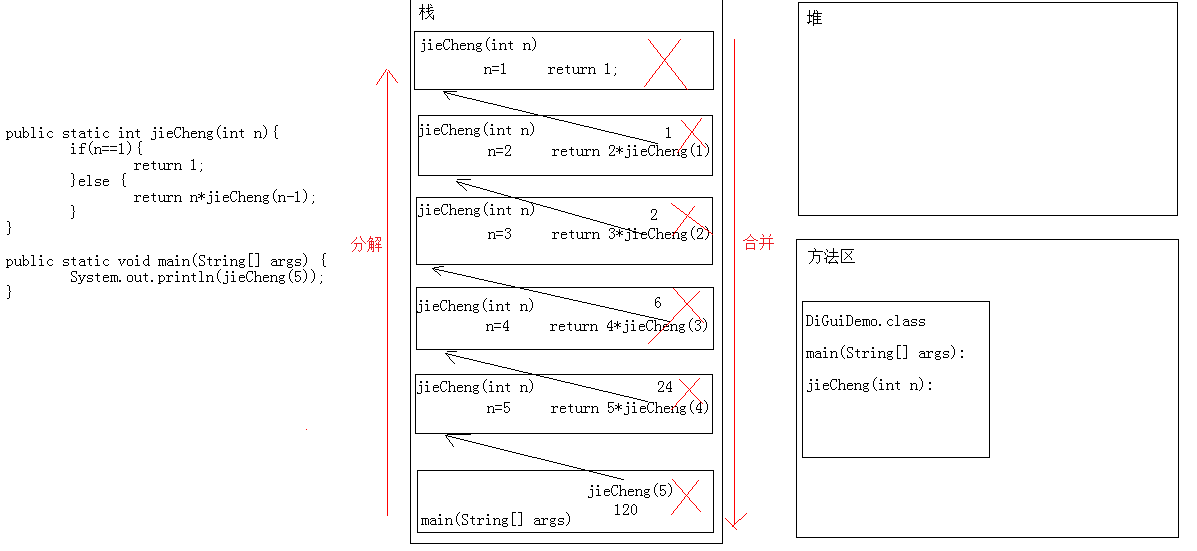 public static int jieCheng(int n){
if(n==1){
return 1;
}else {
return n*jieCheng(n-1);
}
}
public static void main(String[] args) {
System.out.println(jieCheng(5));
}
分解
栈
jieCheng(int n)
n=1 return 1;
jieCheng(int n)
1
n=2 return 2*jieCheng(1)
jieCheng(int n)
2
n=3 return 3*jieCheng(2)
6
jieCheng(int n)
n=4 return 4*jieCheng(3)
jieCheng(int n)
24
n=5 return 5*jieCheng(4)
jieCheng(5)
120
main(String[] args)
合并
堆
方法区
DiGuiDemo.class
main(String[] args):
jieCheng(int n):